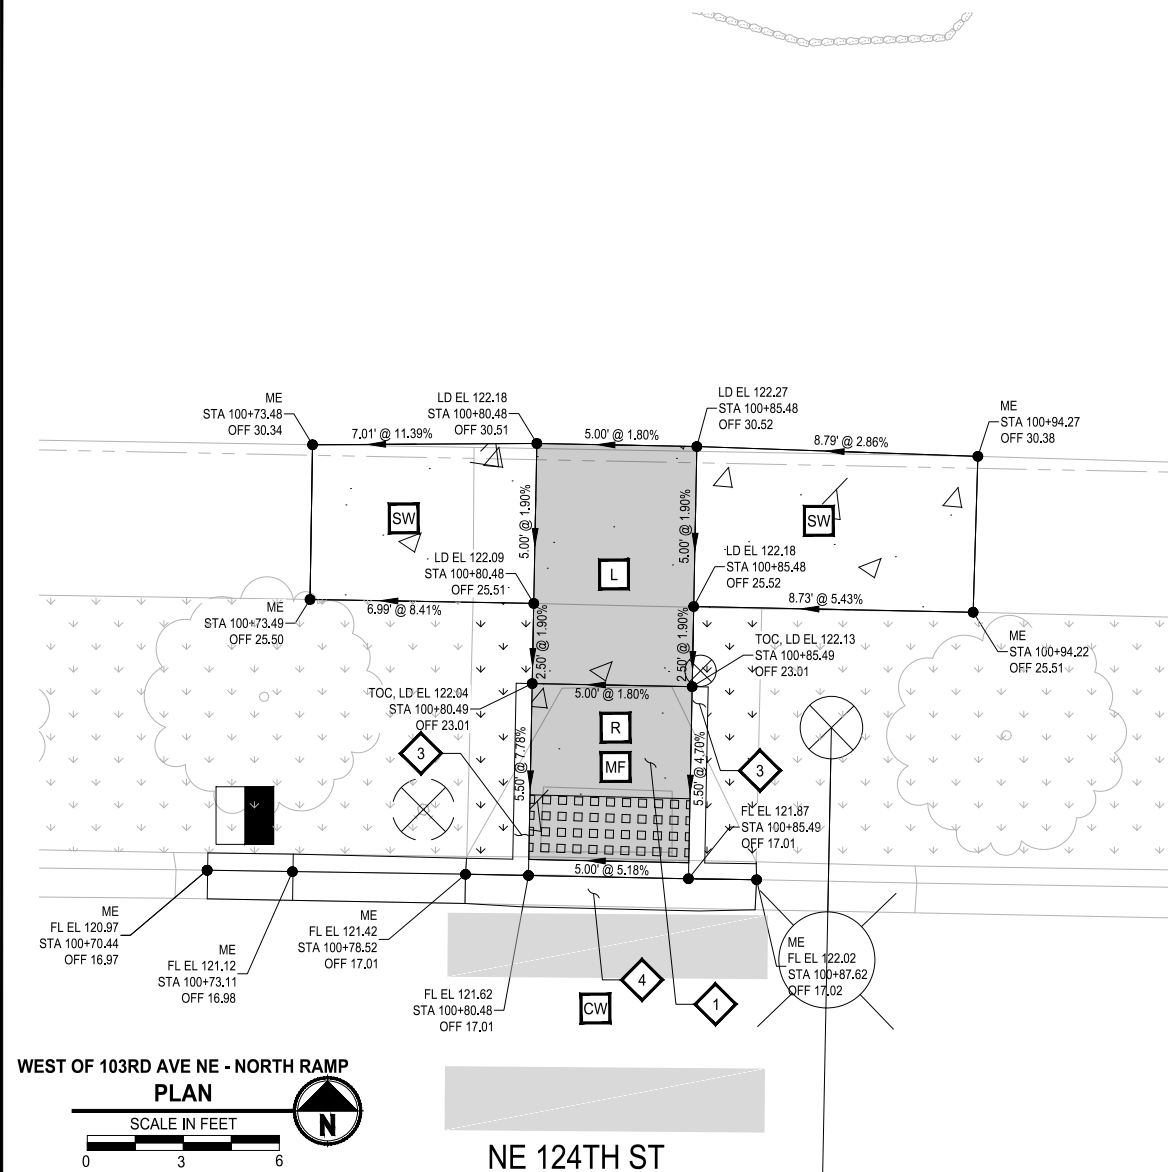 LD EL 122.18
STA 100+80.48
OFF 30.51
LD EL 122.27
STA 100+85.48
OFF 30.52
ME
STA 100+73.48
OFF 30.34
ME
STA 100+94.27
OFF 30.38
7.01' @ 11.39%
5.00' @ 1.80%
8.79' @ 2.86%
5.00' @ 1.90%
5.00' @ 1.90%
SW
SW
L
LD EL 122.09
STA 100+80.48
OFF 25.51
LD EL 122.18
STA 100+85.48
OFF 25.52
ME
STA 100+73.49
OFF 25.50
6.99' @ 8.41%
8.73' @ 5.43%
2.50' @ 1.90%
2.50' @ 1.90%
ME
STA 100+94.22
OFF 25.51
TOC, LD EL 122.13
STA 100+85.49
OFF 23.01
TOC, LD EL 122.04
STA 100+80.49
OFF 23.01
5.00' @ 1.80%
R
MF
3
3
5.50' @ 7.78%
5.50' @ 4.70%
FL EL 121.87
STA 100+85.49
OFF 17.01
5.00' @ 5.18%
ME
FL EL 120.97
STA 100+70.44
OFF 16.97
ME
FL EL 121.12
STA 100+73.11
OFF 16.98
ME
FL EL 121.42
STA 100+78.52
OFF 17.01
FL EL 121.62
STA 100+80.48
OFF 17.01
ME
FL EL 122.02
STA 100+87.62
OFF 17.02
4
1
CW
WEST OF 103RD AVE NE - NORTH RAMP
PLAN
SCALE IN FEET
0 3 6
N
NE 124TH ST